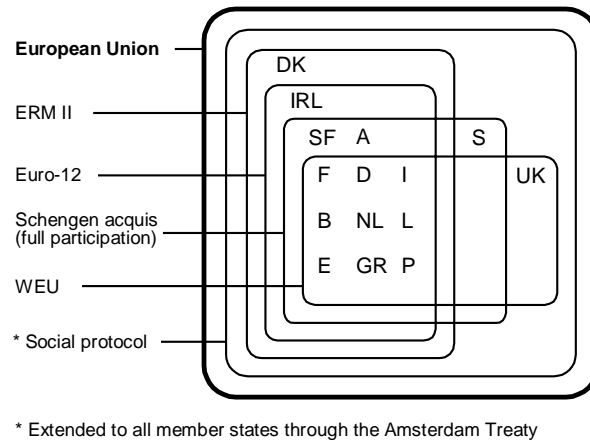 European Union
DK
ERM II
IRL
SF A S
Euro-12
F D I UK
Schengen acquis
(full participation)
B NL L
E GR P
WEU
* Social protocol
* Extended to all member states through the Amsterdam Treaty